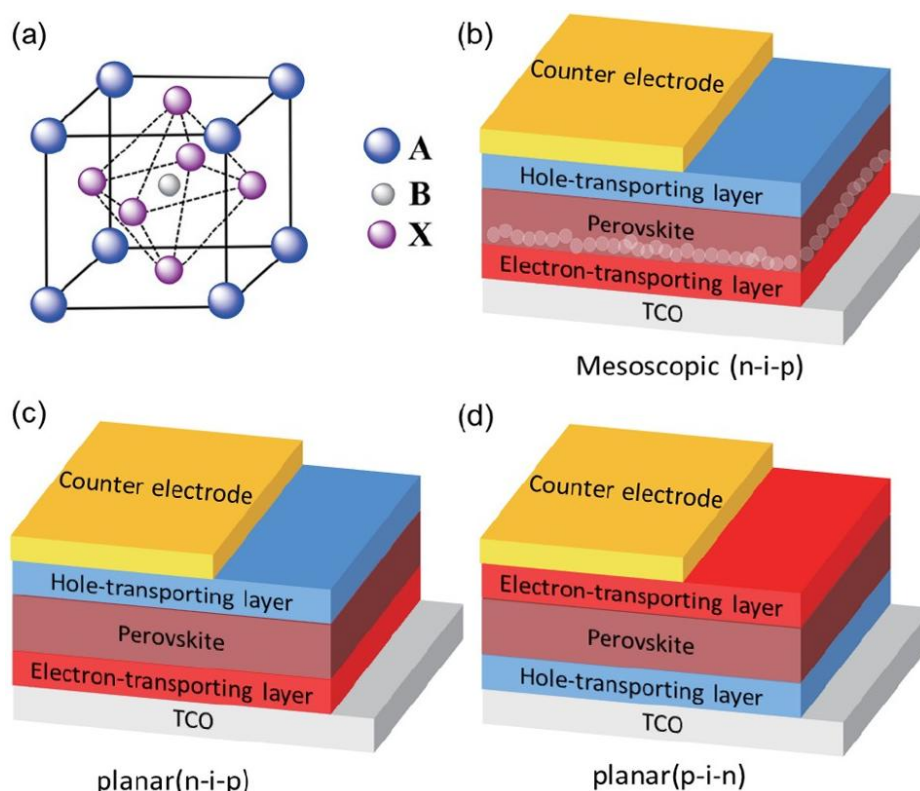 (a)
A
B
X
(b)
Counter electrode
Hole-transporting layer
Perovskite
Electron-transporting layer
TCO
Mesoscopic (n-i-p)
(c)
Counter electrode
Hole-transporting layer
Perovskite
Electron-transporting layer
TCO
planar(n-i-p)
(d)
Counter electrode
Electron-transporting layer
Perovskite
Hole-transporting layer
TCO
planar(p-i-n)